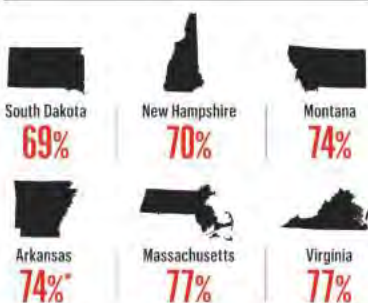 South Dakota New Hampshire Montana
69% 70% 74%
Arkansas Massachusetts Virginia
74%* 77% 77%